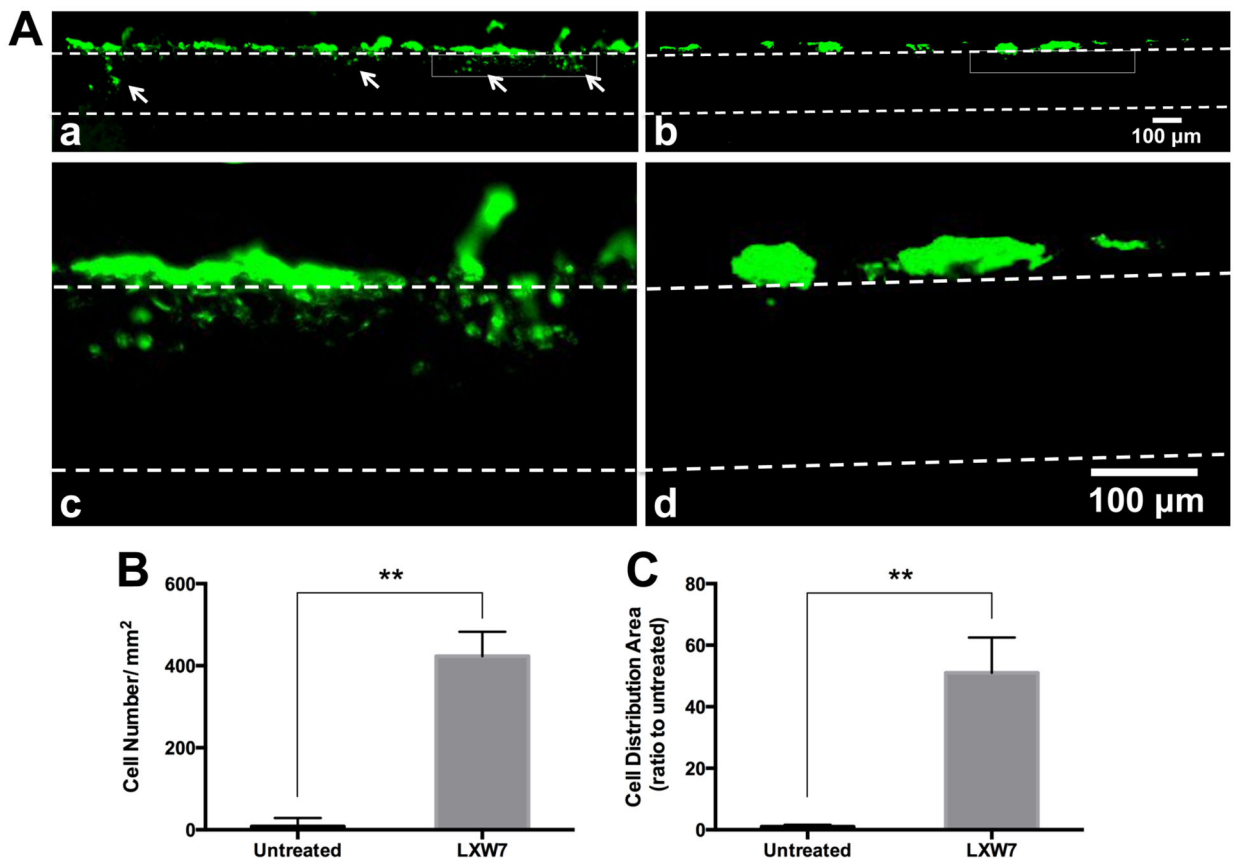 A
a
b
100 µm
c
d
100 µm
B
Cell Number/ mm²
600
400
200
0
**
Untreated
LXW7
C
Cell Distribution Area
(ratio to untreated)
80
60
40
20
0
**
Untreated
LXW7